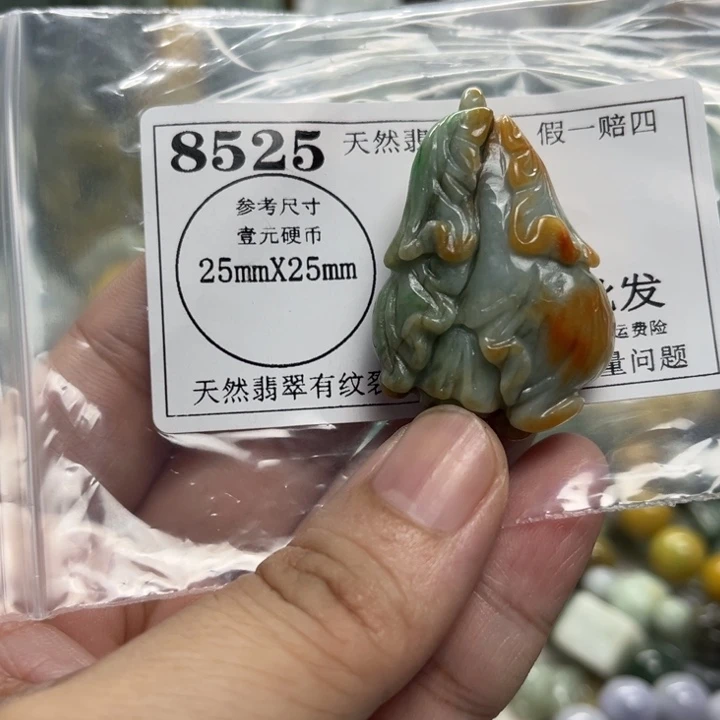 8525
天然翡 假一赔四
参考尺寸
壹元硬币
25mmX25mm
批发
运费险
天然翡翠有纹裂 量问题